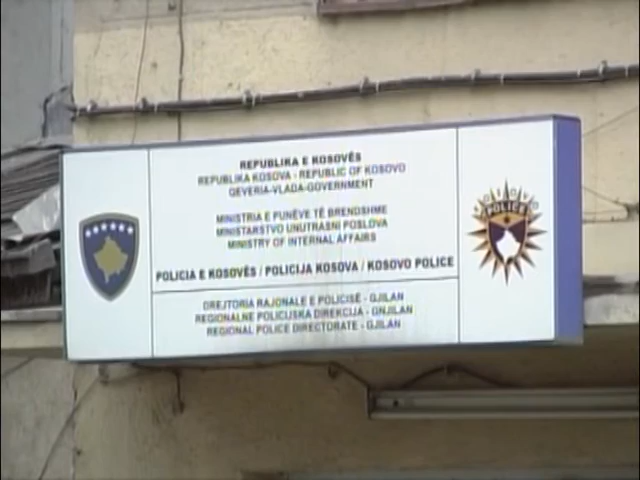 REPUBLIKA E KOSOVËS
REPUBLIKA KOSOVA - REPUBLIC OF KOSOVO
QEVERIA-VLADA-GOVERNMENT
MINISTRIA E PUNËVE TË BRENDSHME
MINISTARSTVO UNUTRASNI POSLOVA
MINISTRY OF INTERNAL AFFAIRS
POLICIA E KOSOVËS / POLICIJA KOSOVA / KOSOVO POLICE
DREJTORIA RAJONALE E POLICISË - GJILAN
REGIONALNE POLICIJSKA DIREKCIJA - GNJILAN
REGIONAL POLICE DIRECTORATE - GJILAN
KOSOVO
POLICE